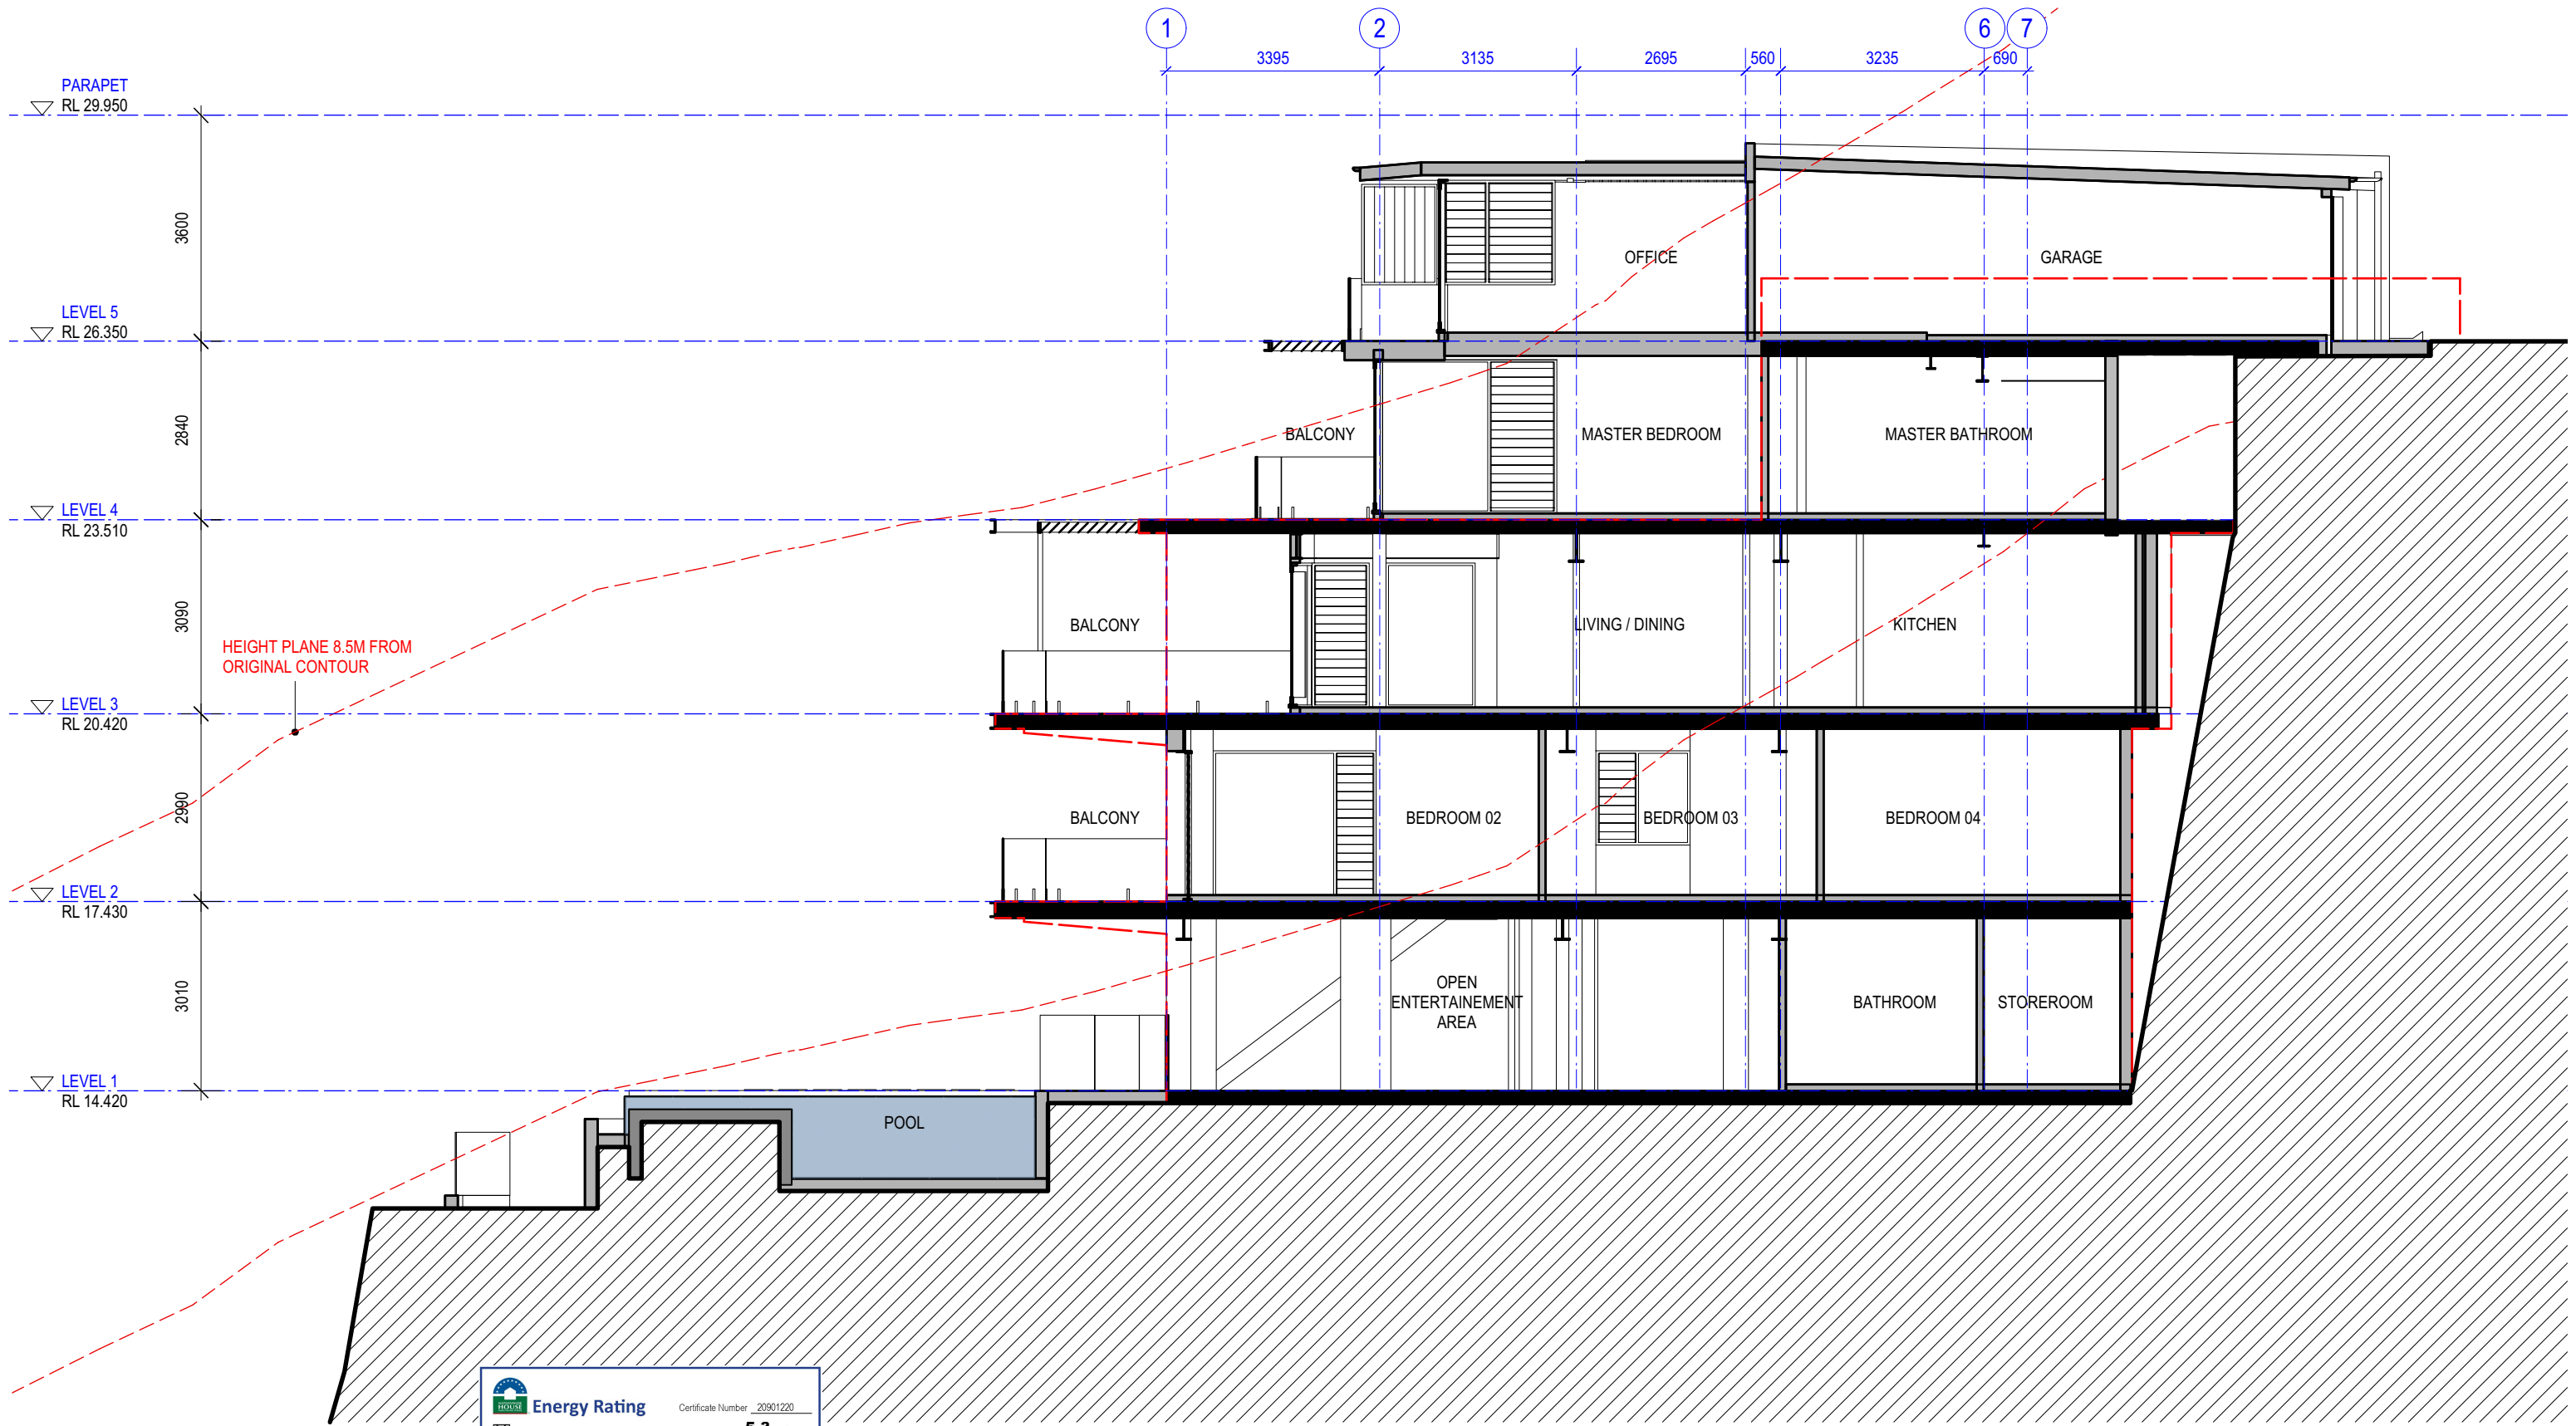 1 2 6 7
3395 3135 2695 560 3235 690
PARAPET
RL 29.950
3600
OFFICE GARAGE
LEVEL 5
RL 26.350
2840
BALCONY MASTER BEDROOM MASTER BATHROOM
LEVEL 4
RL 23.510
3090
BALCONY LIVING / DINING KITCHEN
HEIGHT PLANE 8.5M FROM
ORIGINAL CONTOUR
LEVEL 3
RL 20.420
2990
BALCONY BEDROOM 02 BEDROOM 03 BEDROOM 04
LEVEL 2
RL 17.430
3010
OPEN
ENTERTAINEMENT
AREA
BATHROOM STOREROOM
LEVEL 1
RL 14.420
POOL
HOUSE
Energy Rating Certificate Number 20901220